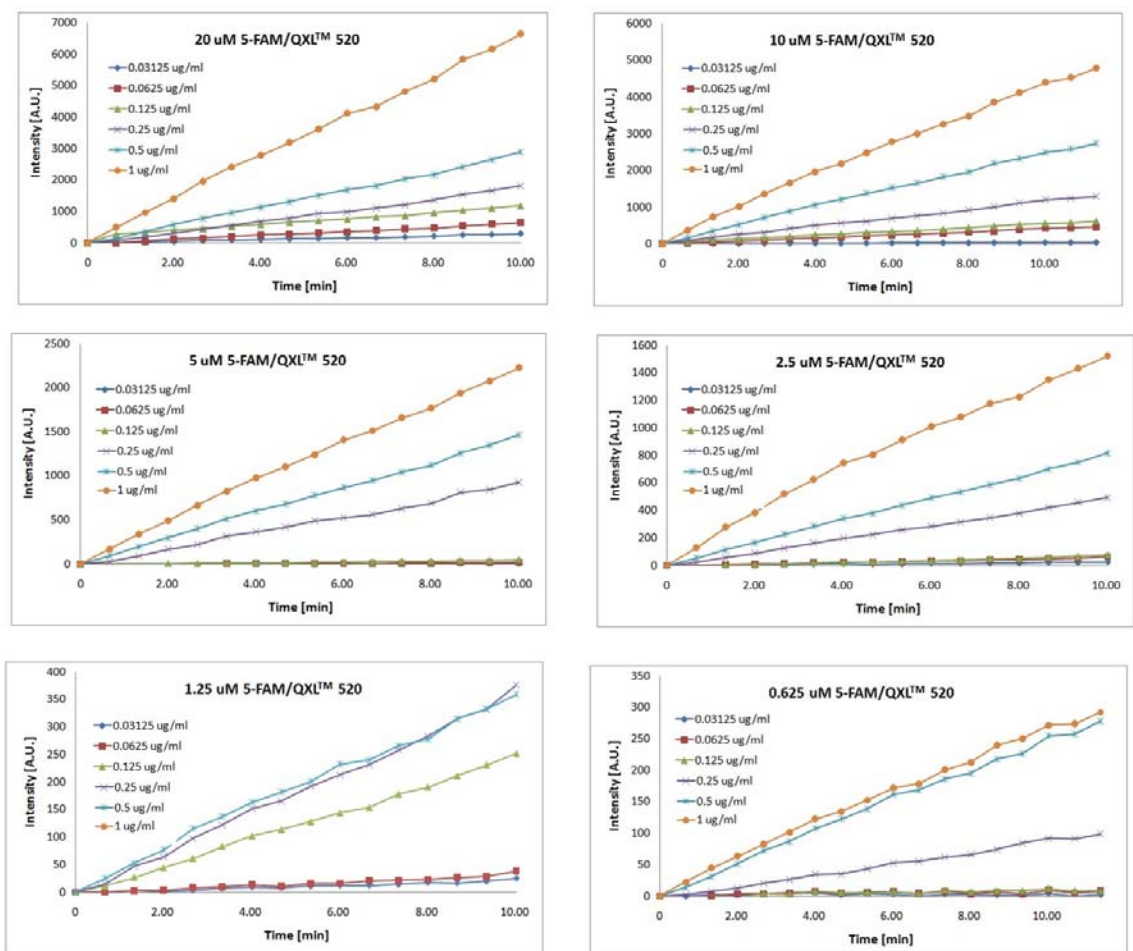 20 uM 5-FAM/QXL™ 520
Intensity [A.U.]
7000
6000
5000
4000
3000
2000
1000
0
0.03125 ug/ml
0.0625 ug/ml
0.125 ug/ml
0.25 ug/ml
0.5 ug/ml
1 ug/ml
0 2.00 4.00 6.00 8.00 10.00
Time [min]
10 uM 5-FAM/QXL™ 520
Intensity [A.U.]
6000
5000
4000
3000
2000
1000
0
0.03125 ug/ml
0.0625 ug/ml
0.125 ug/ml
0.25 ug/ml
0.5 ug/ml
1 ug/ml
0 2.00 4.00 6.00 8.00 10.00
Time [min]
5 uM 5-FAM/QXL™ 520
Intensity [A.U.]
2500
2000
1500
1000
500
0
0.03125 ug/ml
0.0625 ug/ml
0.125 ug/ml
0.25 ug/ml
0.5 ug/ml
1 ug/ml
0 2.00 4.00 6.00 8.00 10.00
Time [min]
2.5 uM 5-FAM/QXL™ 520
Intensity [A.U.]
1600
1400
1200
1000
800
600
400
200
0
0.03125 ug/ml
0.0625 ug/ml
0.125 ug/ml
0.25 ug/ml
0.5 ug/ml
1 ug/ml
0 2.00 4.00 6.00 8.00 10.00
Time [min]
1.25 uM 5-FAM/QXL™ 520
Intensity [A.U.]
400
350
300
250
200
150
100
50
0
0.03125 ug/ml
0.0625 ug/ml
0.125 ug/ml
0.25 ug/ml
0.5 ug/ml
1 ug/ml
0 2.00 4.00 6.00 8.00 10.00
Time [min]
0.625 uM 5-FAM/QXL™ 520
Intensity [A.U.]
350
300
250
200
150
100
50
0
0.03125 ug/ml
0.0625 ug/ml
0.125 ug/ml
0.25 ug/ml
0.5 ug/ml
1 ug/ml
0 2.00 4.00 6.00 8.00 10.00
Time [min]